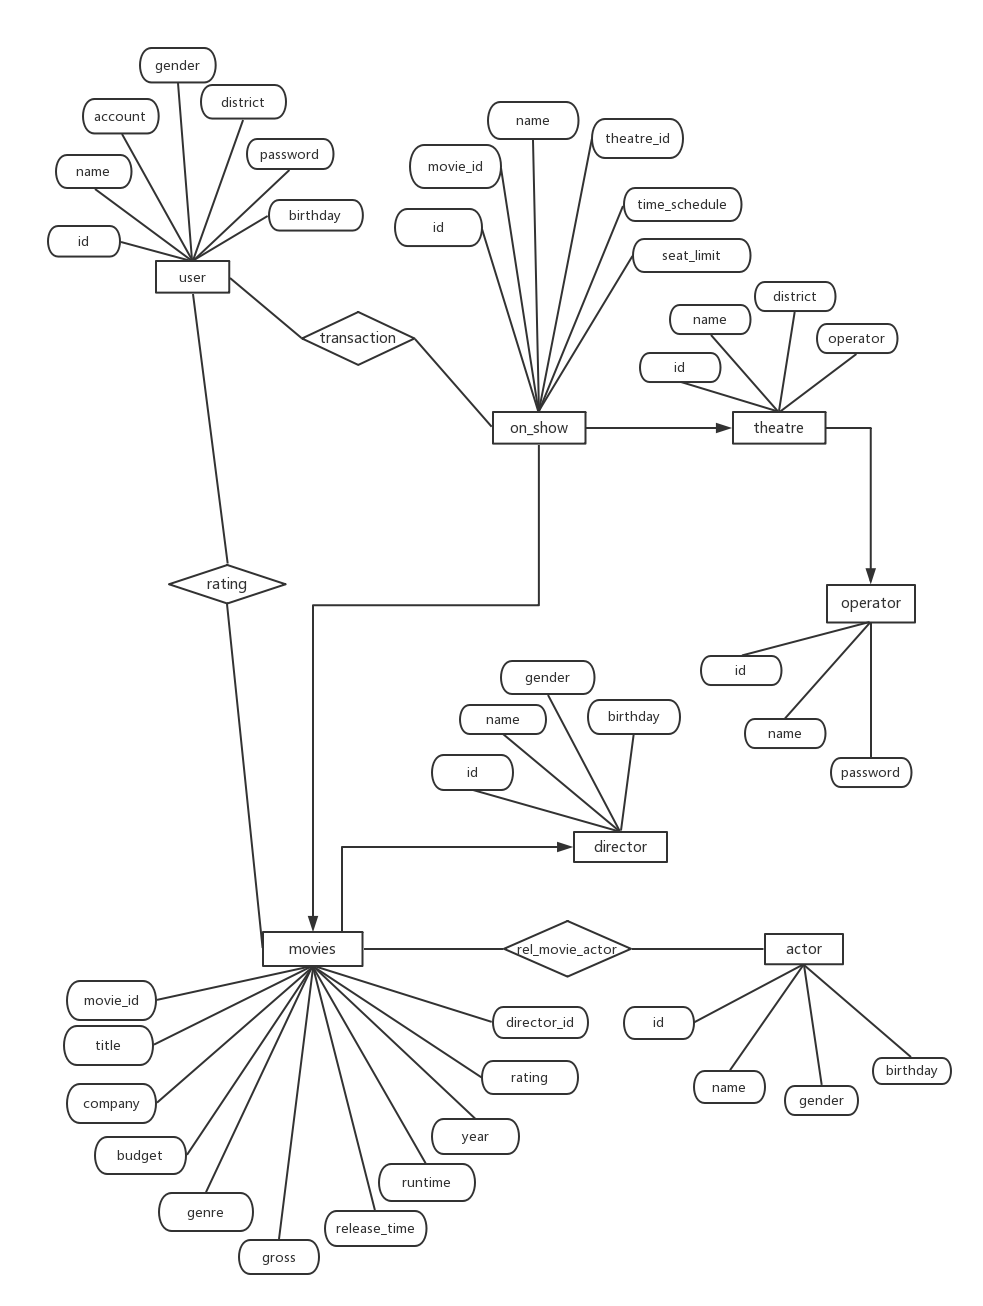 gender
district
account
password
name
birthday
id
user
name
theatre_id
movie_id
time_schedule
id
seat_limit
transaction
district
name
operator
id
on_show
theatre
rating
operator
id
name
password
gender
birthday
name
id
director
movies
rel_movie_actor
actor
movie_id
title
company
budget
genre
gross
release_time
runtime
year
rating
director_id
id
name
gender
birthday